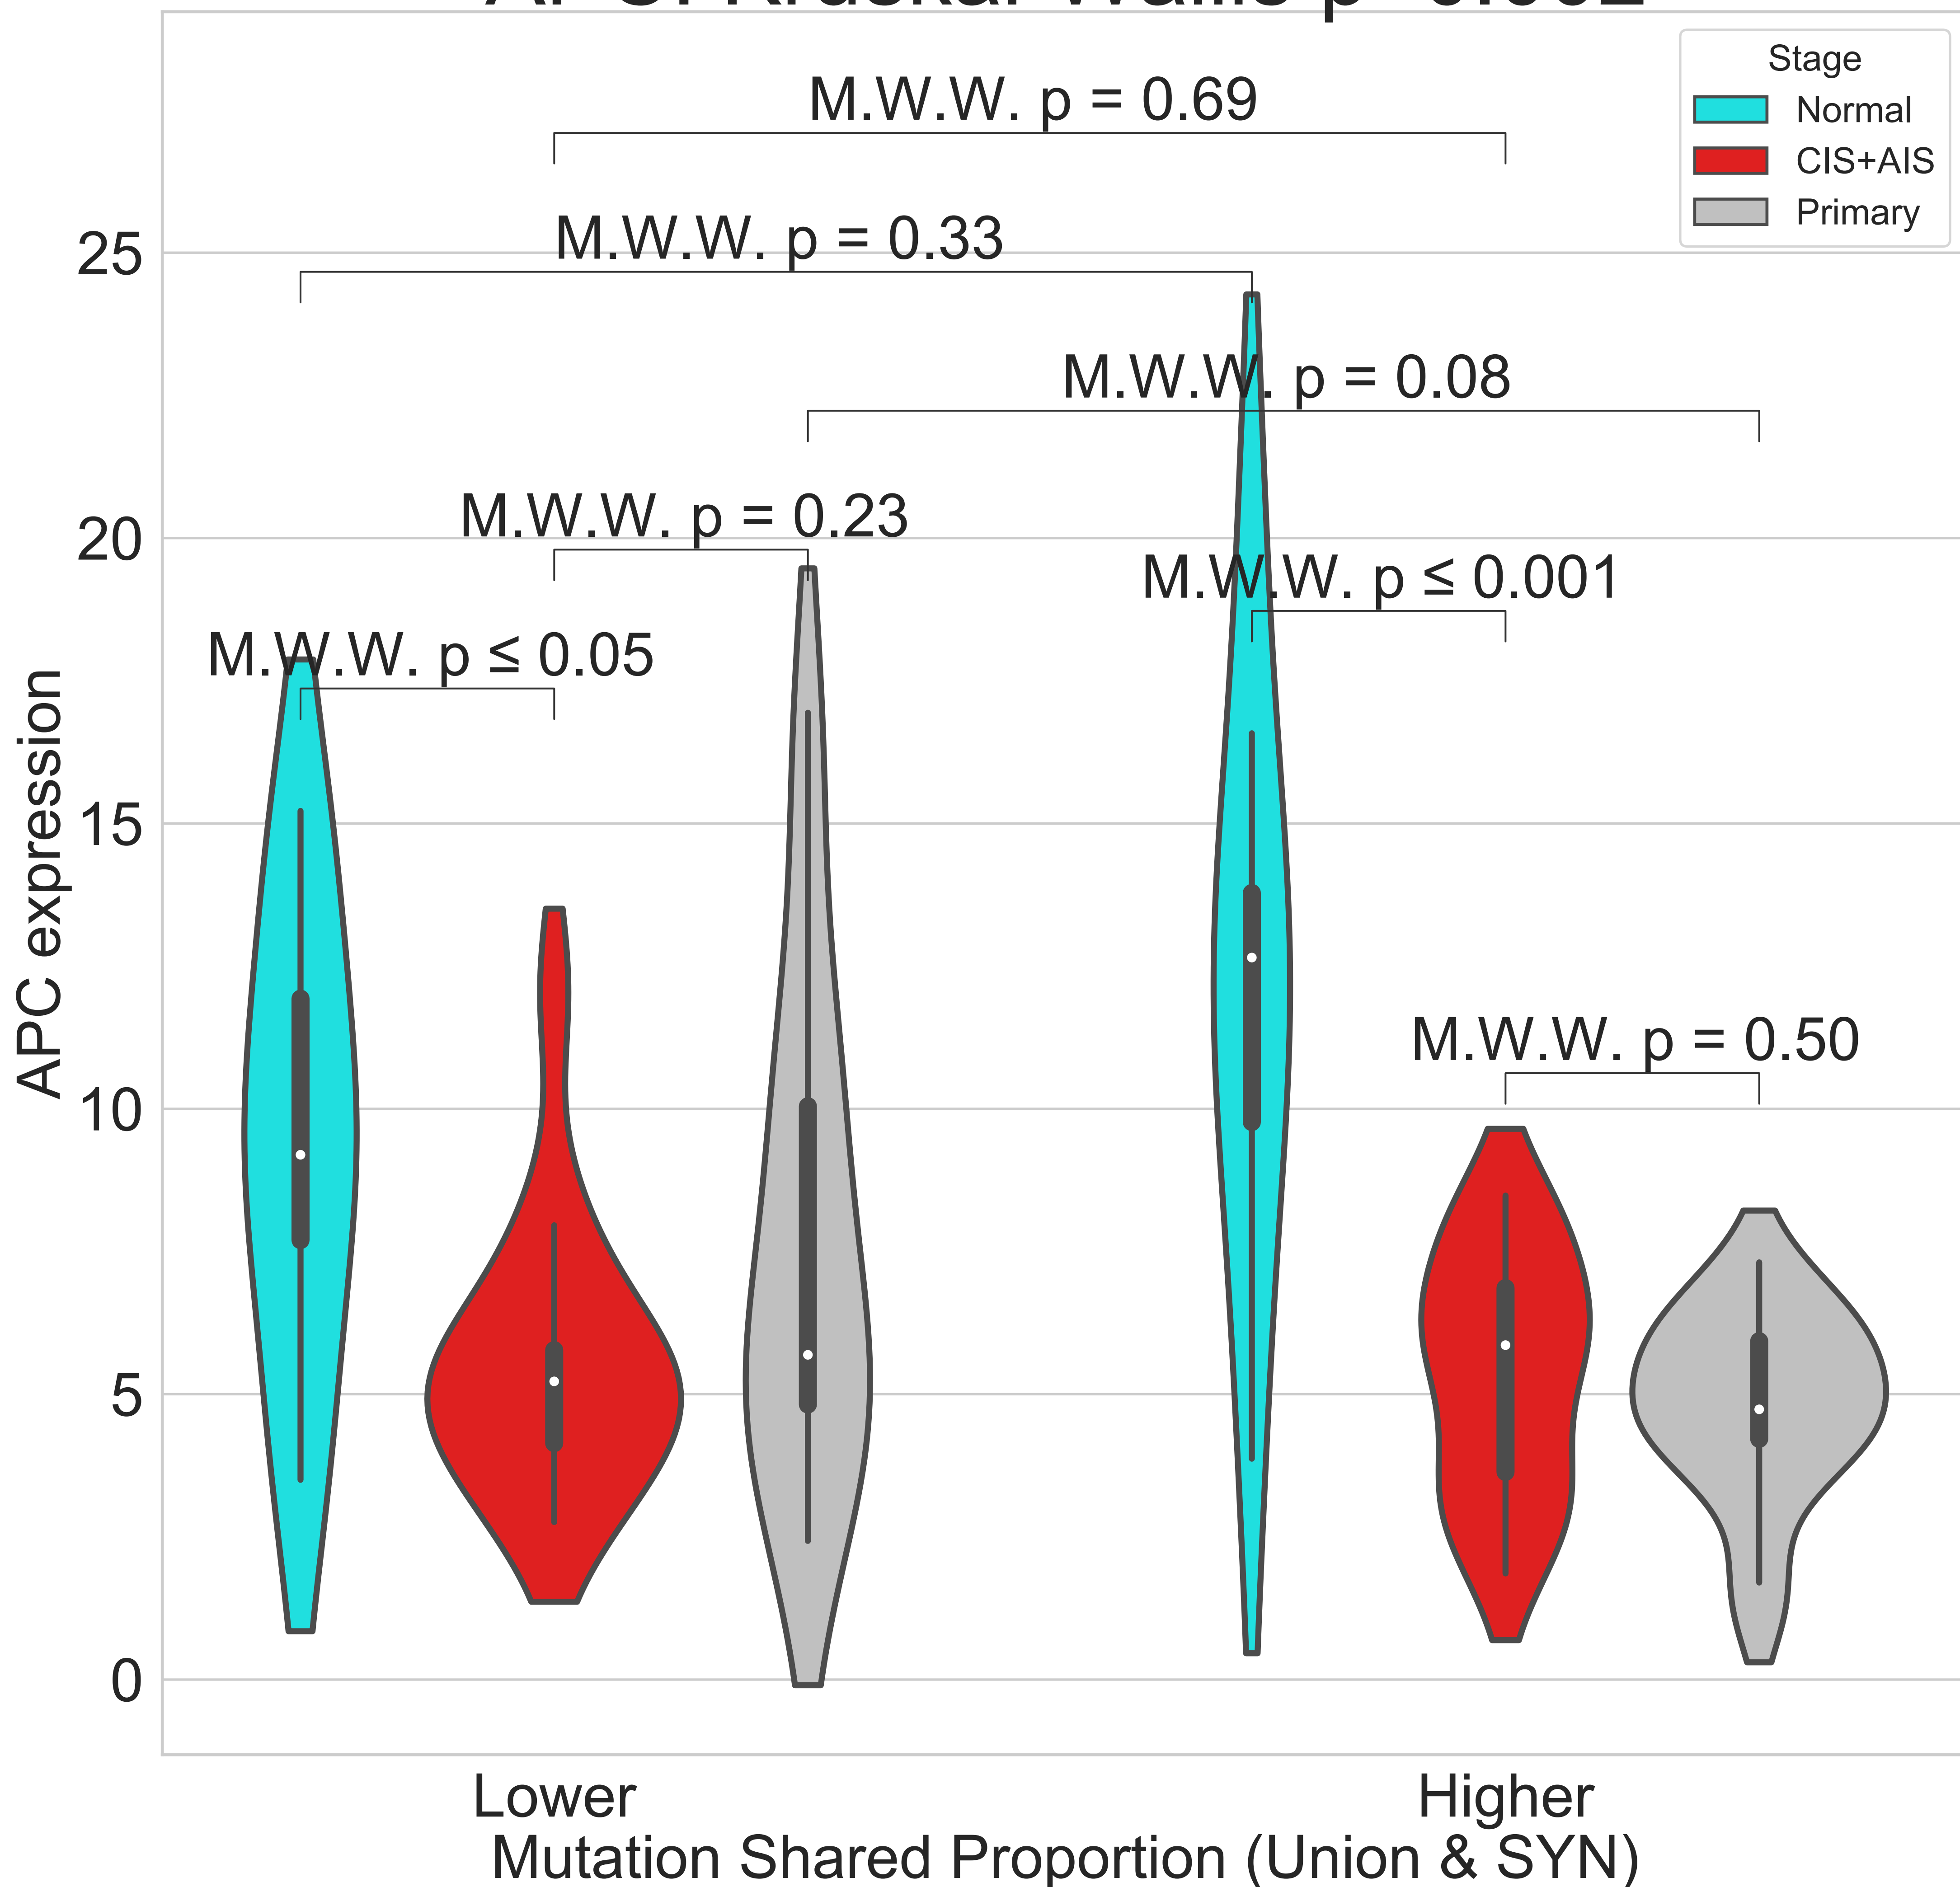 Stage
Normal
CIS+AIS
Primary
M.W.W. p = 0.69
M.W.W. p = 0.33
M.W.W. p = 0.08
M.W.W. p = 0.23
M.W.W. p ≤ 0.001
M.W.W. p ≤ 0.05
M.W.W. p = 0.50
25
20
15
10
5
0
APC expression
Lower
Higher
Mutation Shared Proportion (Union & SYN)